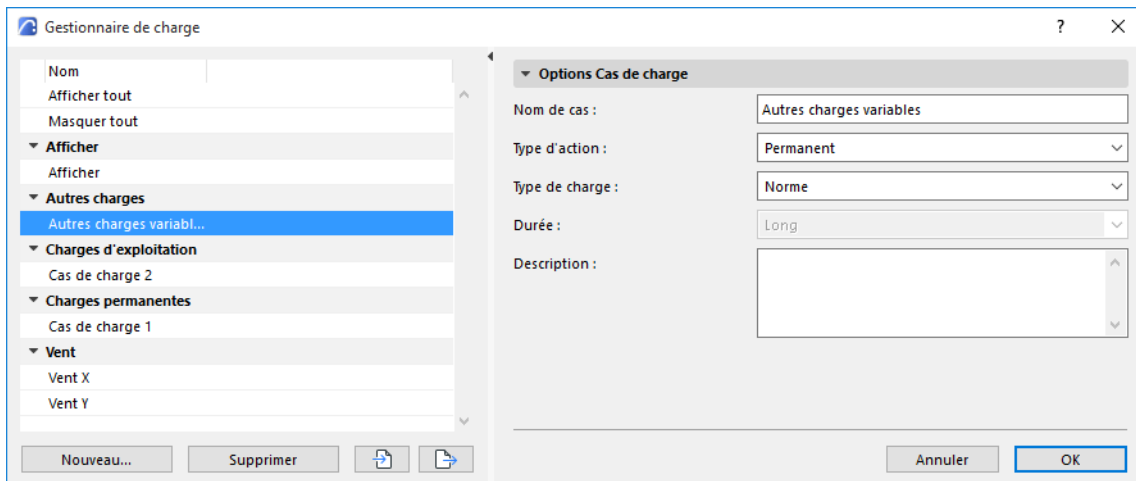 Gestionnaire de charge
?
Nom
Afficher tout
Masquer tout
Afficher
Afficher
Autres charges
Autres charges variabl...
Charges d'exploitation
Cas de charge 2
Charges permanentes
Cas de charge 1
Vent
Vent X
Vent Y
Nouveau...
Supprimer
Options Cas de charge
Nom de cas : Autres charges variables
Type d'action : Permanent
Type de charge : Norme
Durée : Long
Description :
Annuler
OK